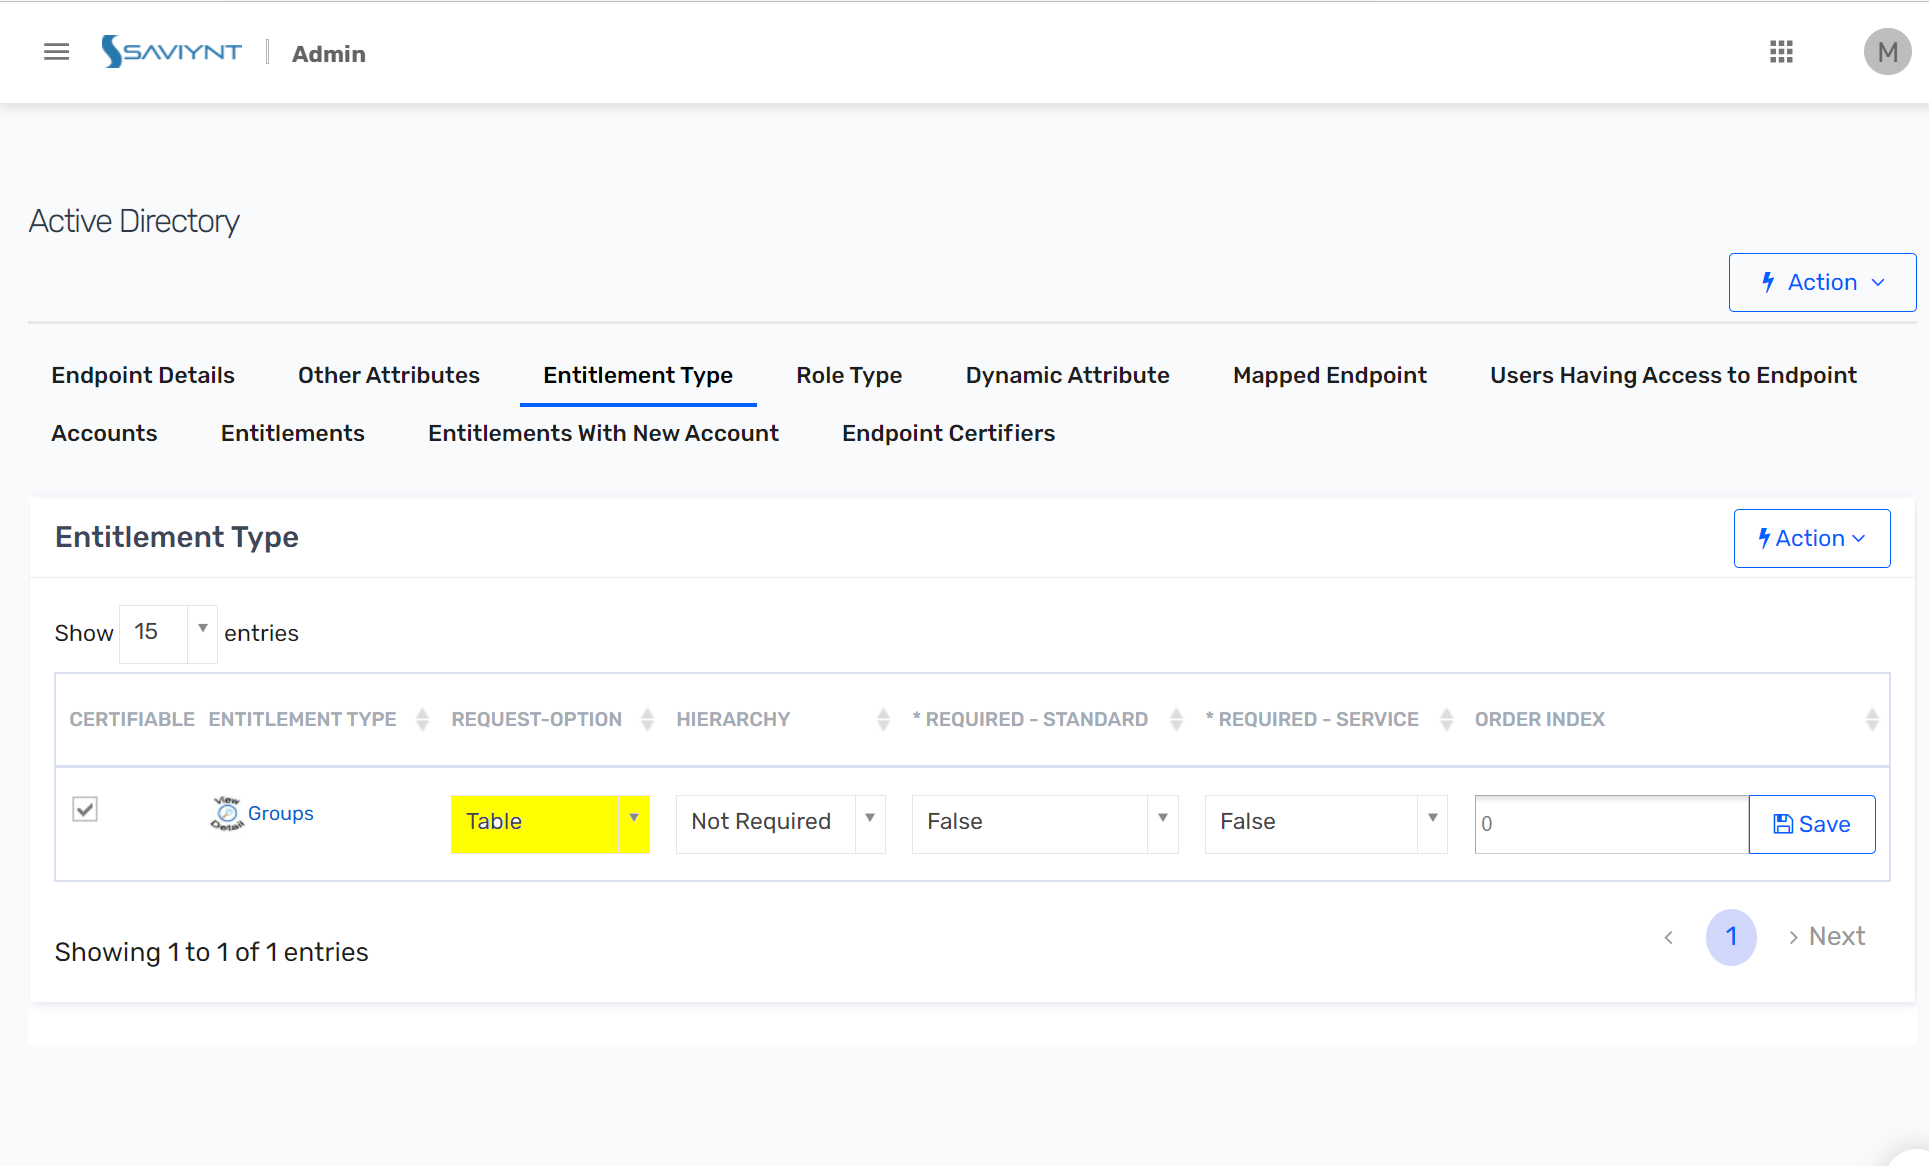 SAVIYNT Admin M
Active Directory
Action
Endpoint Details Other Attributes Entitlement Type Role Type Dynamic Attribute Mapped Endpoint Users Having Access to Endpoint
Accounts Entitlements Entitlements With New Account Endpoint Certifiers
Entitlement Type Action
Show 15 entries
CERTIFIABLE ENTITLEMENT TYPE REQUEST-OPTION HIERARCHY * REQUIRED - STANDARD * REQUIRED - SERVICE ORDER INDEX
View Detail Groups Table Not Required False False 0 Save
Showing 1 to 1 of 1 entries
‹ 1 › Next